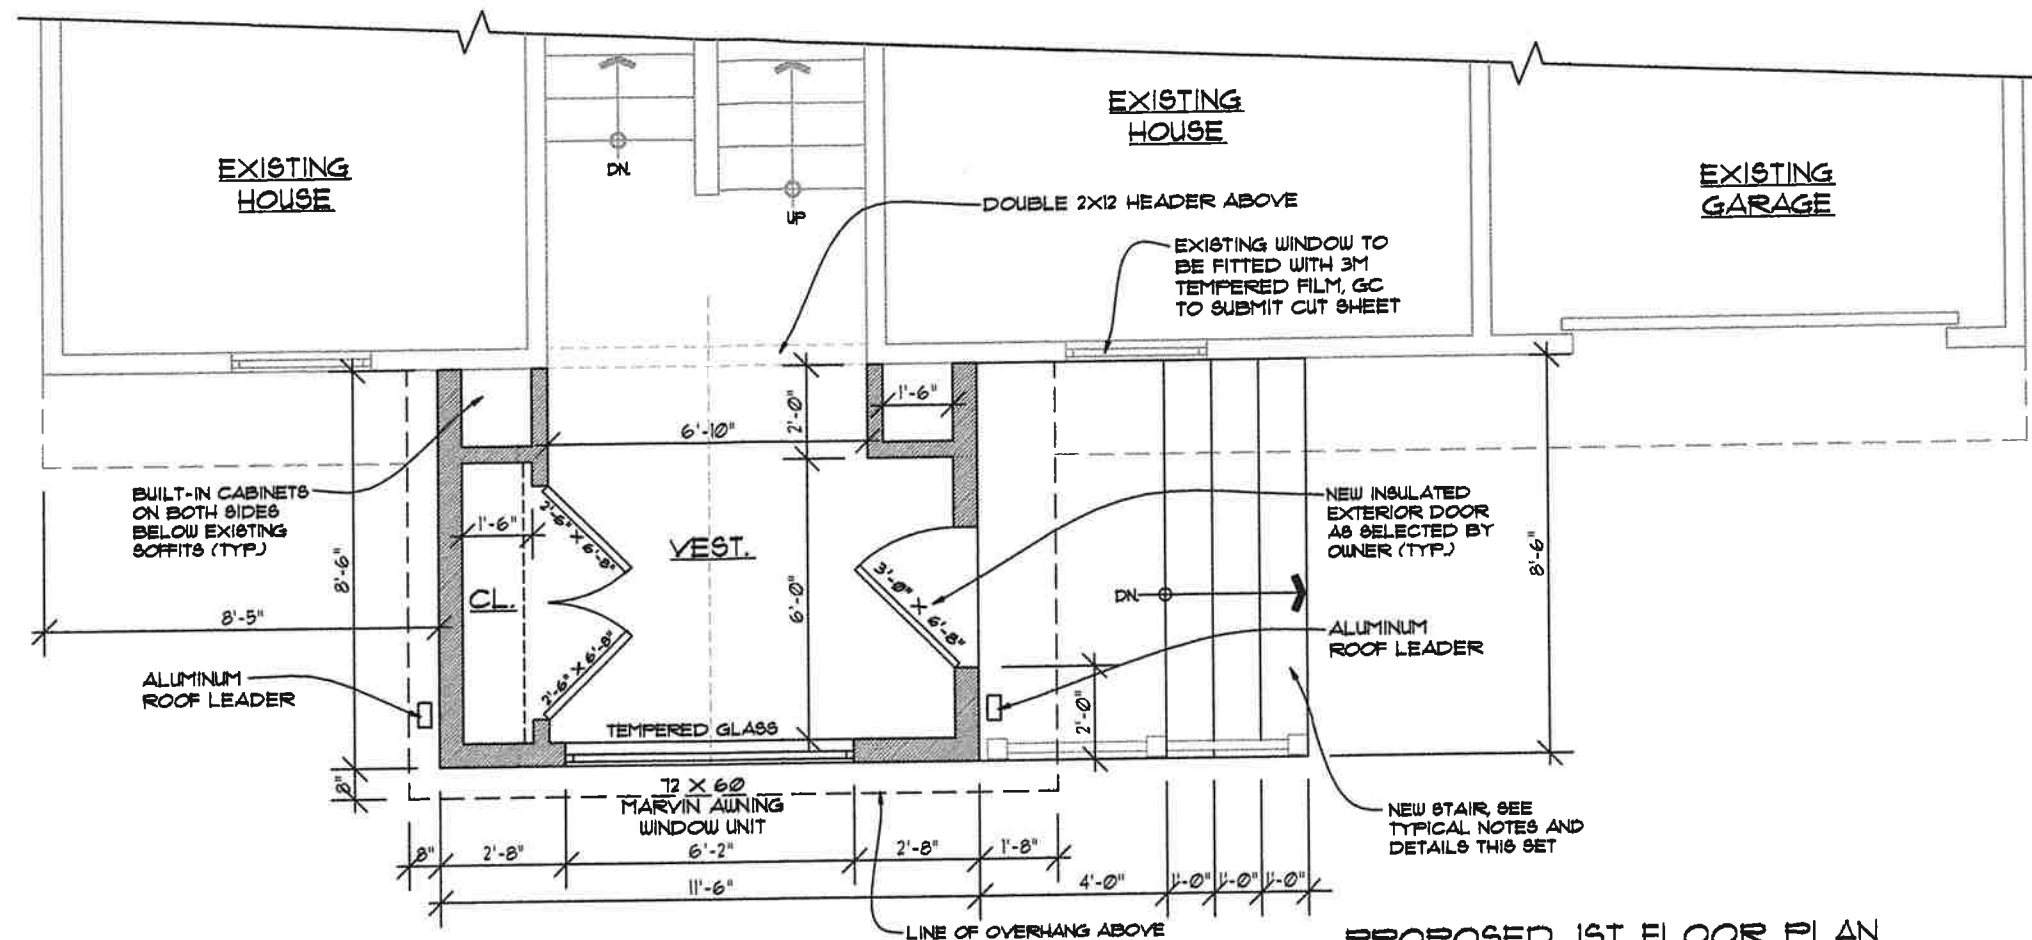 EXISTING
HOUSE
DN.
UP
EXISTING
HOUSE
EXISTING
GARAGE
DOUBLE 2X12 HEADER ABOVE
EXISTING WINDOW TO
BE FITTED WITH 3M
TEMPERED FILM, GC
TO SUBMIT CUT SHEET
1'-6"
2'-0"
6'-10"
BUILT-IN CABINETS
ON BOTH SIDES
BELOW EXISTING
SOFFITS (TYP.)
1'-6"
2'-6" X 6'-8"
VEST.
NEW INSULATED
EXTERIOR DOOR
AS SELECTED BY
OWNER (TYP.)
8'-6"
8'-6"
CL.
6'-0"
3'-0" X 6'-8"
DN.
8'-5"
2'-6" X 6'-8"
ALUMINUM
ROOF LEADER
ALUMINUM
ROOF LEADER
2'-0"
TEMPERED GLASS
8"
72 X 60
MARVIN AWNING
WINDOW UNIT
NEW STAIR, SEE
TYPICAL NOTES AND
DETAILS THIS SET
8"
2'-8"
6'-2"
2'-8"
1'-8"
11'-6"
4'-0"
1'-0"
1'-0"
1'-0"
LINE OF OVERHANG ABOVE
PROPOSED 1ST FLOOR PLAN